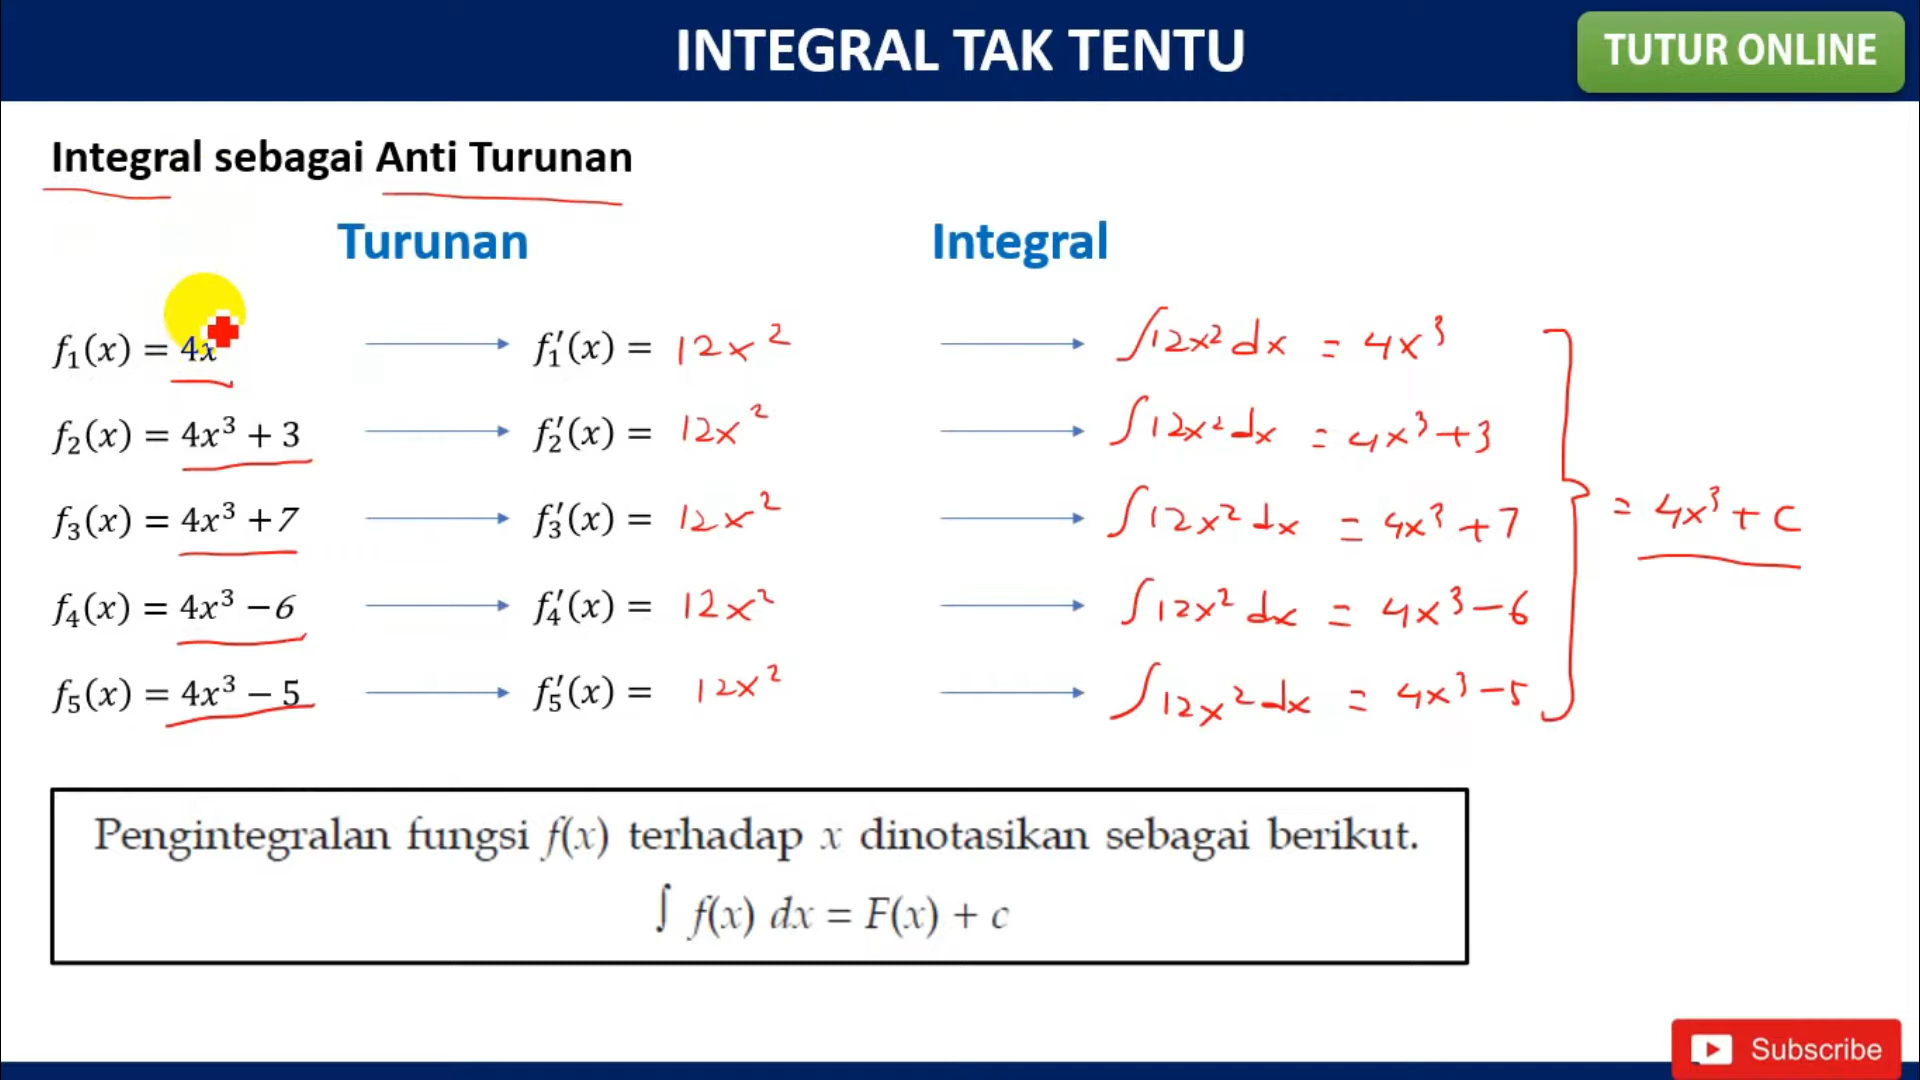 INTEGRAL TAK TENTU
TUTUR ONLINE
Integral sebagai Anti Turunan
Turunan Integral
f₁(x) = 4x f₁′(x) = 12x² ∫12x² dx = 4x³
f₂(x) = 4x³ + 3 f₂′(x) = 12x² ∫12x² dx = 4x³+3
f₃(x) = 4x³ +7 f₃′(x) = 12x² ∫12x² dx = 4x³+7
= 4x³ + C
f₄(x) = 4x³ −6 f₄′(x) = 12x² ∫12x² dx = 4x³−6
f₅(x) = 4x³ − 5 f₅′(x) = 12x² ∫12x² dx = 4x³−5
Pengintegralan fungsi f(x) terhadap x dinotasikan sebagai berikut.
∫ f(x) dx = F(x) + c
Subscribe